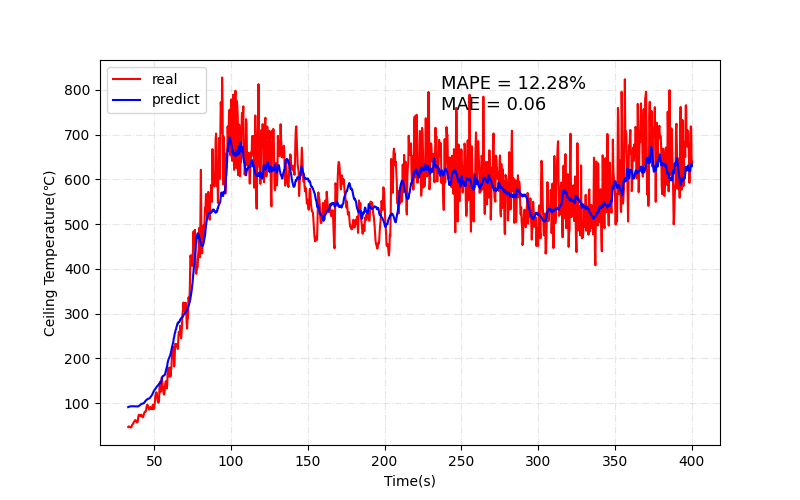 real
predict
MAPE = 12.28%
MAE = 0.06
800
700
600
500
400
300
200
100
Ceiling Temperature(℃)
50 100 150 200 250 300 350 400
Time(s)